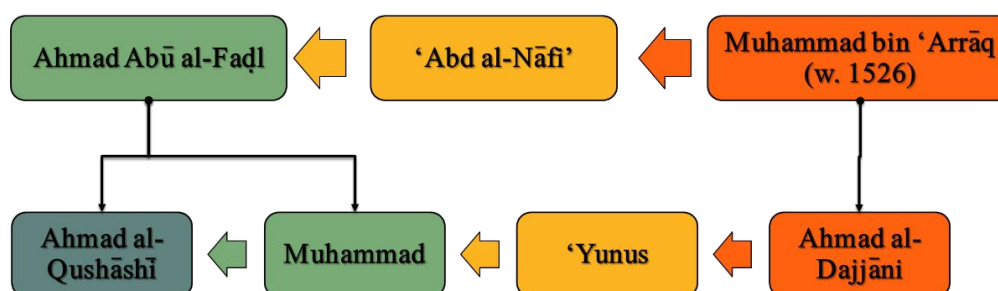 Ahmad Abū al-Faḍl
‘Abd al-Nāfi’
Muhammad bin ‘Arrāq
(w. 1526)
Ahmad al-
Qushāshī
Muhammad
‘Yunus
Ahmad al-
Dajjāni